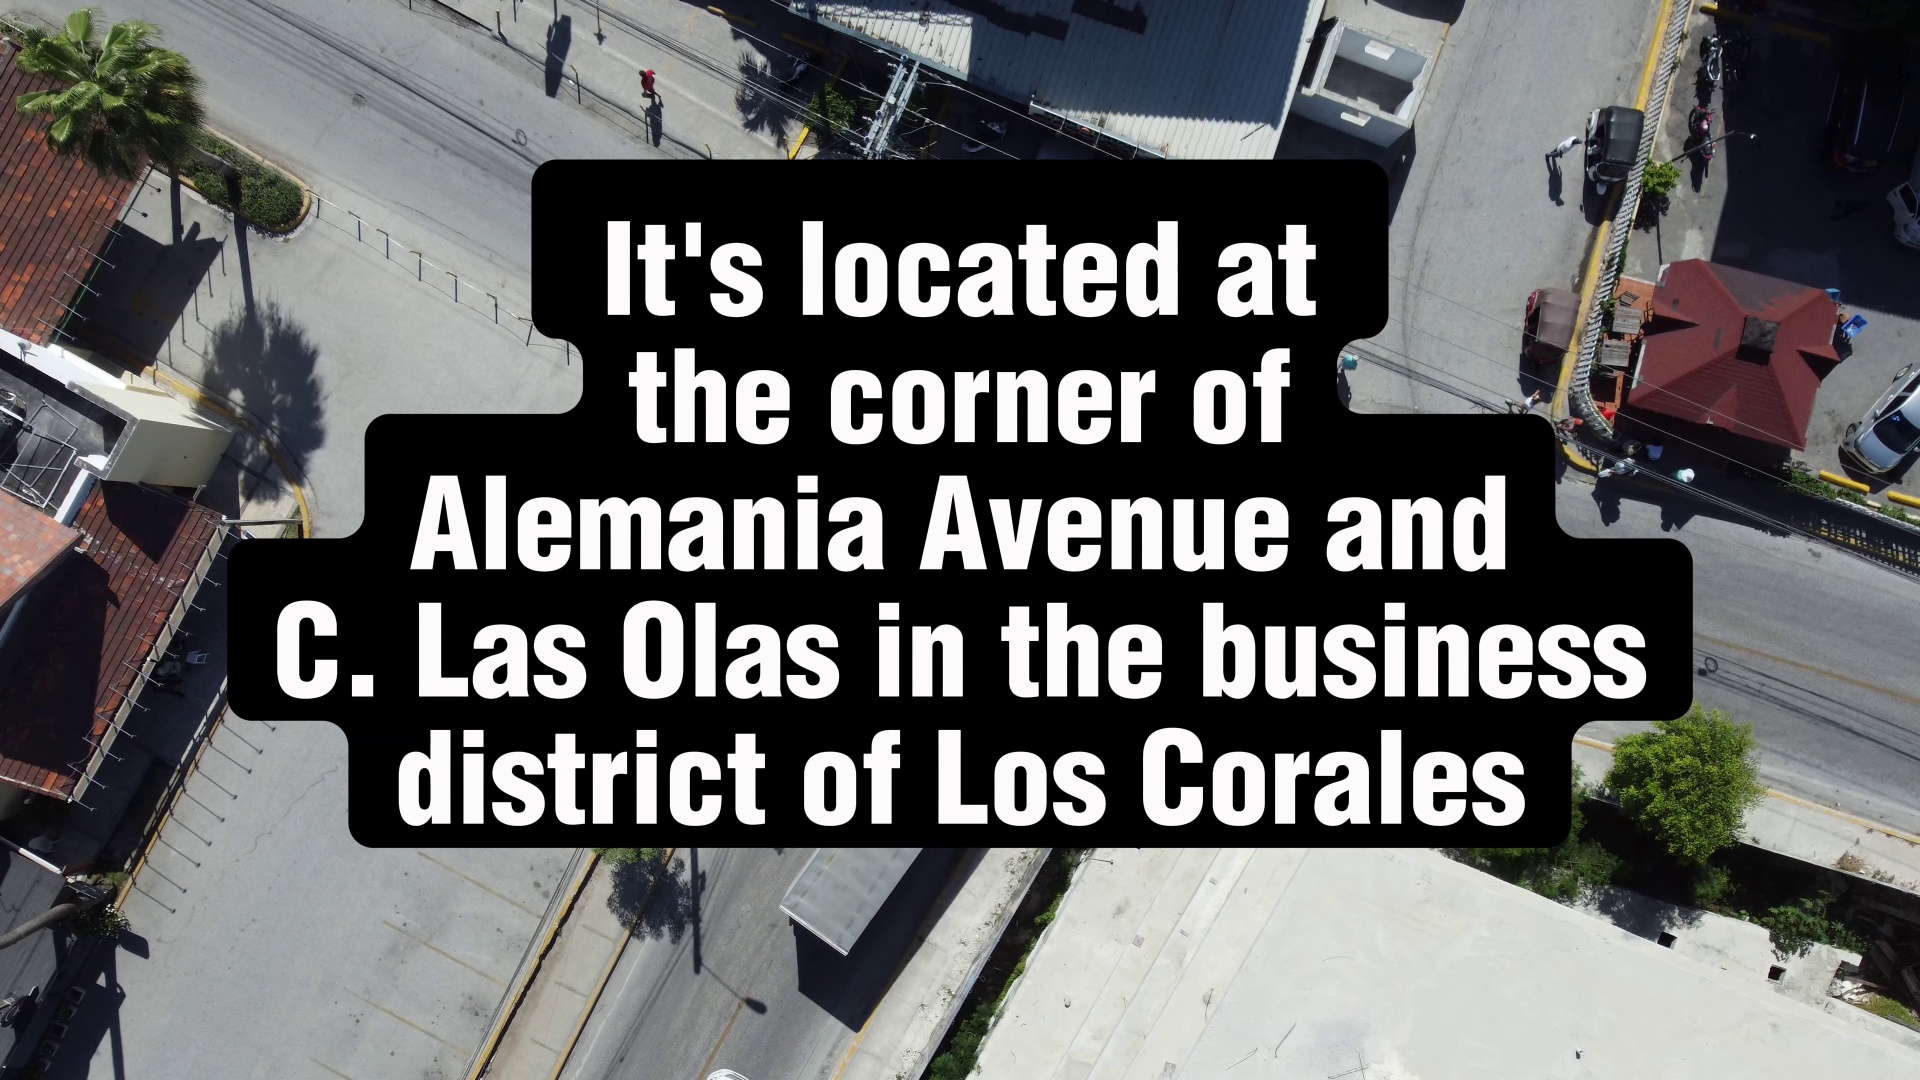 It's located at
the corner of
Alemania Avenue and
C. Las Olas in the business
district of Los Corales